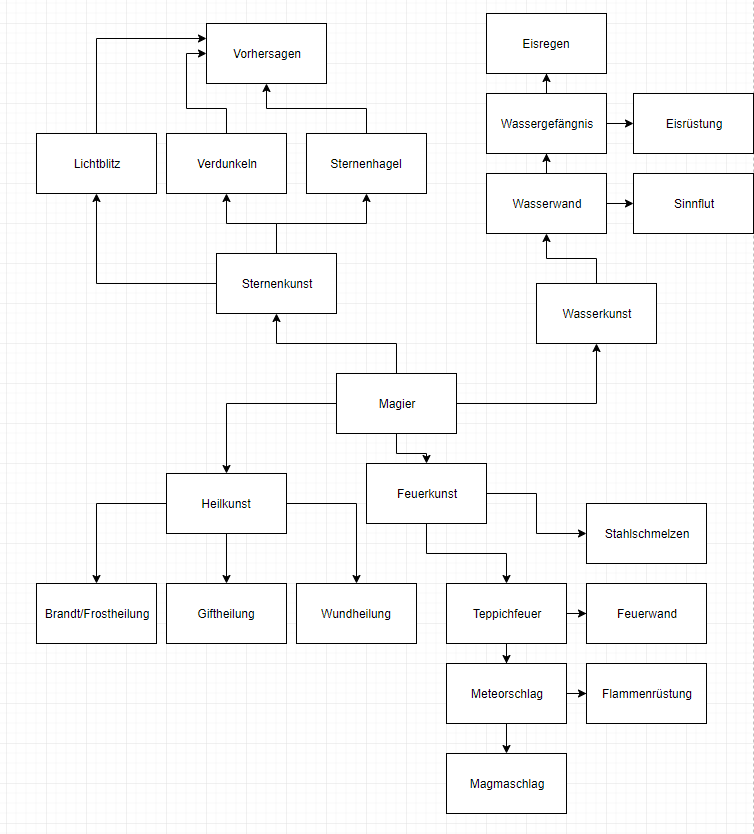 Eisregen
Vorhersagen
Wassergefängnis
Eisrüstung
Lichtblitz
Verdunkeln
Sternenhagel
Wasserwand
Sinnflut
Sternenkunst
Wasserkunst
Magier
Heilkunst
Feuerkunst
Stahlschmelzen
Brandt/Frostheilung
Giftheilung
Wundheilung
Teppichfeuer
Feuerwand
Meteorschlag
Flammenrüstung
Magmaschlag